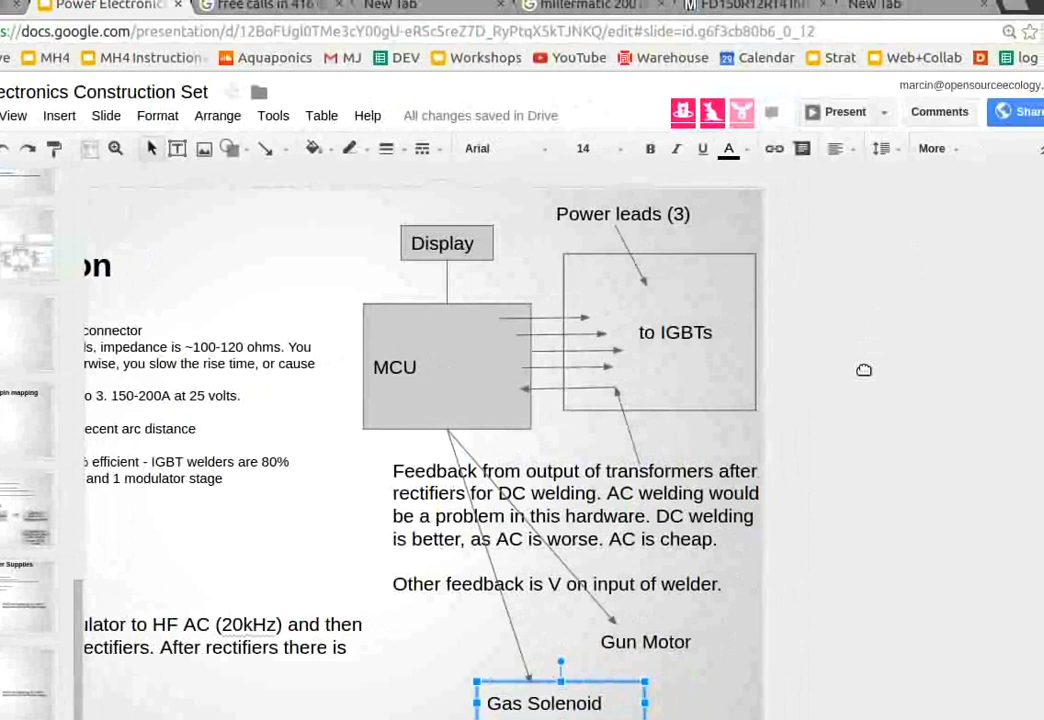 Power Electronic
free calls in 416
New Tab
millermatic 200
FD150R12RT4 Inf
New Tab
s://docs.google.com/presentation/d/12BoFUgl0TMe3cY00gU-eRScSreZ7D_RyPtqX5kTJNKQ/edit#slide=id.g6f3cb80b6_0_12
ve MH4 MH4 Instruction Aquaponics MJ DEV Workshops YouTube Warehouse Calendar Strat Web+Collab log
ectronics Construction Set
marcin@opensourceecology.
View Insert Slide Format Arrange Tools Table Help All changes saved in Drive
Present Comments Share
Arial 14 B I U A More
Power leads (3)
Display
on
connector
ls, impedance is ~100-120 ohms. You
rwise, you slow the rise time, or cause
to IGBTs
MCU
o 3. 150-200A at 25 volts.
pin mapping
ecent arc distance
% efficient - IGBT welders are 80%
and 1 modulator stage
Feedback from output of transformers after
rectifiers for DC welding. AC welding would
be a problem in this hardware. DC welding
is better, as AC is worse. AC is cheap.
r Supplies
Other feedback is V on input of welder.
ulator to HF AC (20kHz) and then
ectifiers. After rectifiers there is
Gun Motor
Gas Solenoid